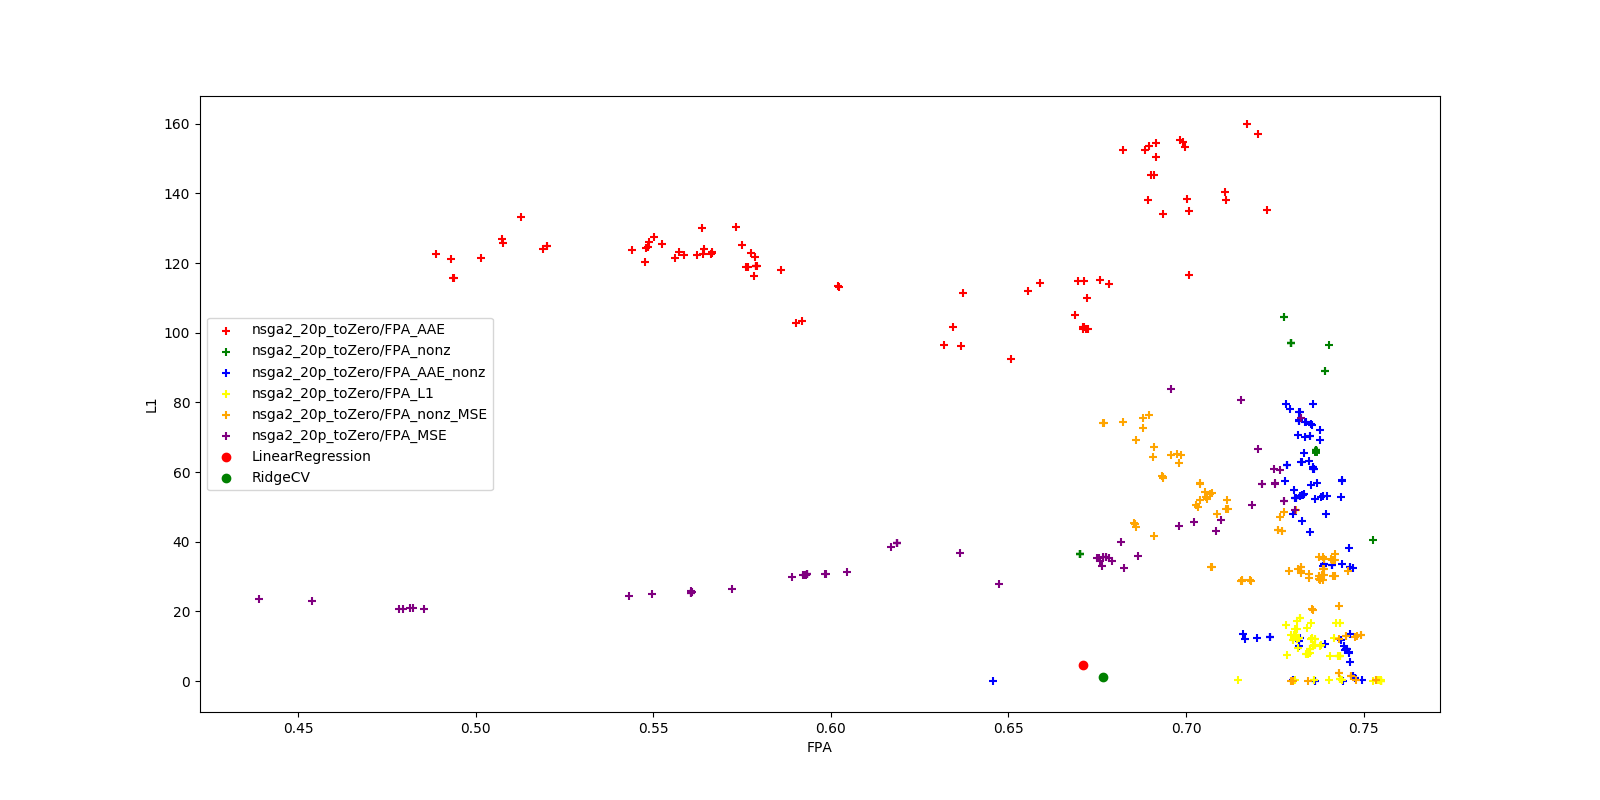 160
140
120
100
80
60
40
20
0
L1
nsga2_20p_toZero/FPA_AAE
nsga2_20p_toZero/FPA_nonz
nsga2_20p_toZero/FPA_AAE_nonz
nsga2_20p_toZero/FPA_L1
nsga2_20p_toZero/FPA_nonz_MSE
nsga2_20p_toZero/FPA_MSE
LinearRegression
RidgeCV
0.45 0.50 0.55 0.60 0.65 0.70 0.75
FPA